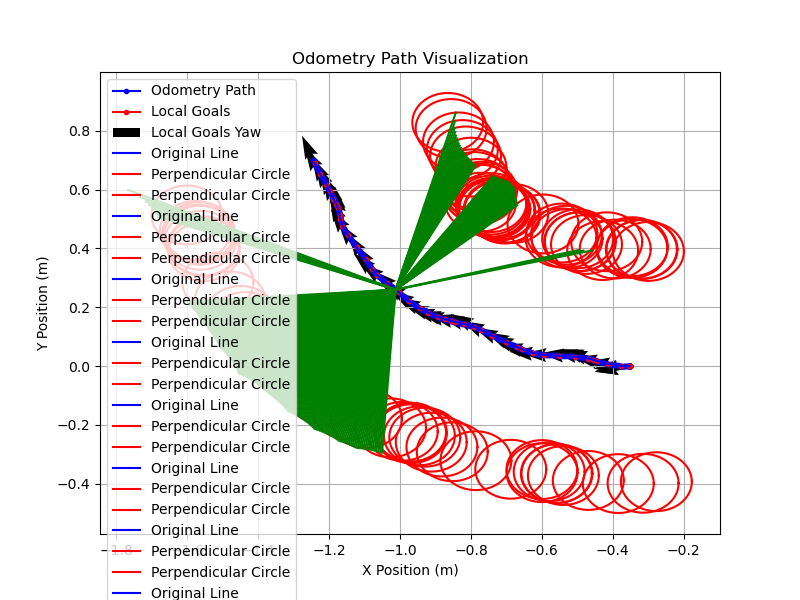 Odometry Path Visualization
Y Position (m)
0.8
0.6
0.4
0.2
0.0
−0.2
−0.4
Odometry Path
Local Goals
Local Goals Yaw
Original Line
Perpendicular Circle
Perpendicular Circle
Original Line
Perpendicular Circle
Perpendicular Circle
Original Line
Perpendicular Circle
Perpendicular Circle
Original Line
Perpendicular Circle
Perpendicular Circle
Original Line
Perpendicular Circle
Perpendicular Circle
Original Line
Perpendicular Circle
Perpendicular Circle
Original Line
Perpendicular Circle
Perpendicular Circle
Original Line
−1.8 −1.2 −1.0 −0.8 −0.6 −0.4 −0.2
X Position (m)